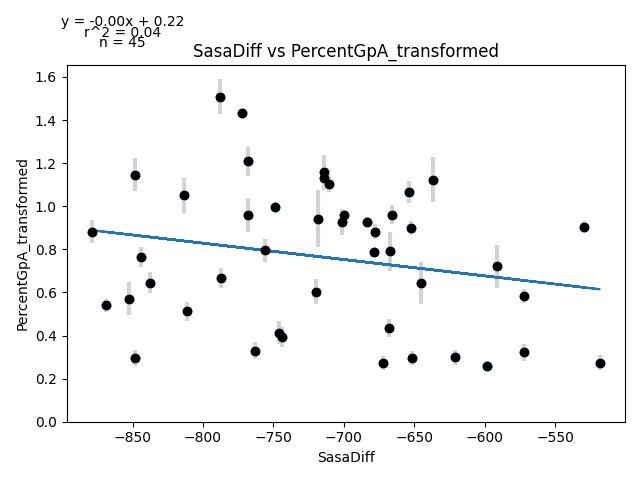 y = -0.00x + 0.22
r^2 = 0.04
n = 45
SasaDiff vs PercentGpA_transformed
PercentGpA_transformed
1.6
1.4
1.2
1.0
0.8
0.6
0.4
0.2
0.0
−850 −800 −750 −700 −650 −600 −550
SasaDiff